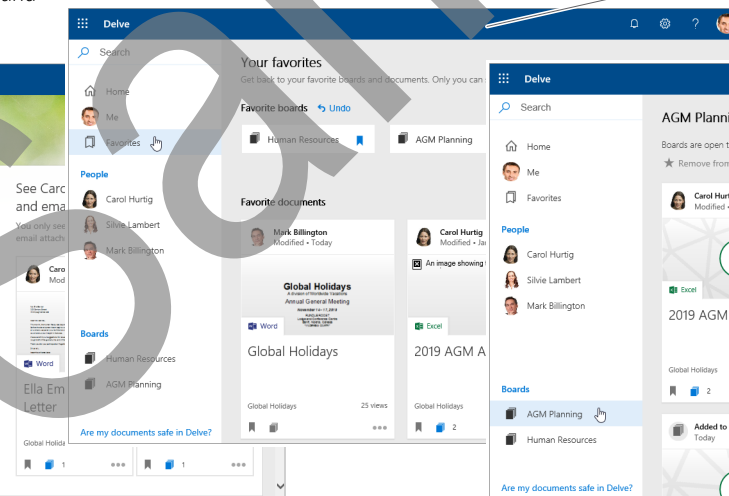 Delve
Search
Home
Me
Favorites
People
Carol Hurtig
Silvie Lambert
Mark Billington
Boards
Human Resources
AGM Planning
Are my documents safe in Delve?
Your favorites
Get back to your favorite boards and documents. Only you can
Favorite boards Undo
Human Resources
AGM Planning
Favorite documents
Mark Billington
Modified • Today
Global Holidays
Annual General Meeting
Word
Global Holidays
Global Holidays 25 views
Carol Hurtig
Modified • Ja
An image showing
Excel
2019 AGM A
Global Holidays
2
See Carc
and ema
You only see
email attach
Caro
Mod
Word
Ella Em
Letter
Global Holida
1
1
Delve
Search
Home
Me
Favorites
People
Carol Hurtig
Silvie Lambert
Mark Billington
Boards
AGM Planning
Human Resources
Are my documents safe in Delve?
AGM Planni
Boards are open t
Remove from
Carol Hur
Modified •
Excel
2019 AGM
Global Holidays
2
Added to
Today